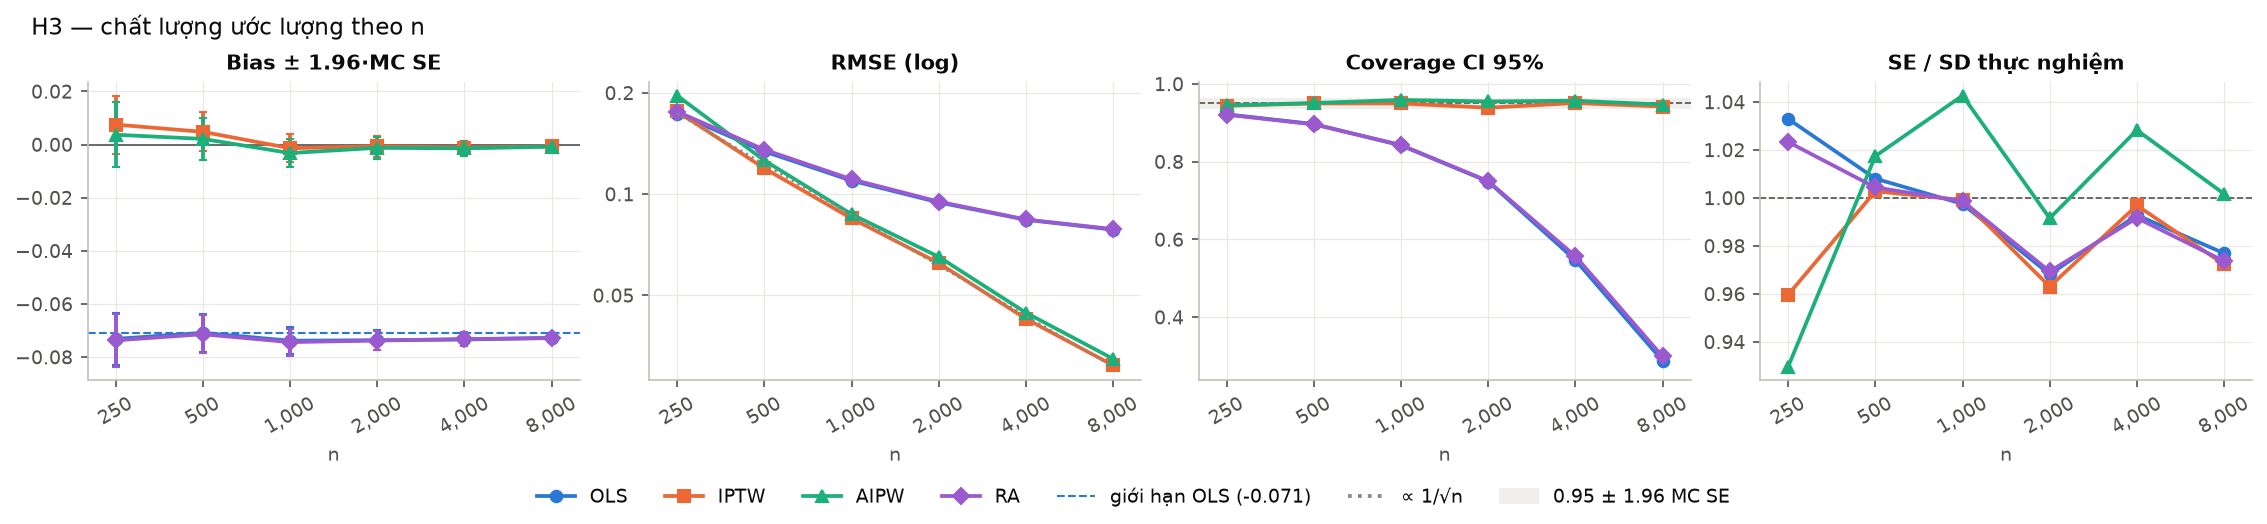 H3 — chất lượng ước lượng theo n
Bias ± 1.96·MC SE
0.02
0.00
−0.02
−0.04
−0.06
−0.08
250
500
1,000
2,000
4,000
8,000
n
RMSE (log)
0.2
0.1
0.05
250
500
1,000
2,000
4,000
8,000
n
Coverage CI 95%
1.0
0.8
0.6
0.4
250
500
1,000
2,000
4,000
8,000
n
SE / SD thực nghiệm
1.04
1.02
1.00
0.98
0.96
0.94
250
500
1,000
2,000
4,000
8,000
n
OLS
IPTW
AIPW
RA
giới hạn OLS (-0.071)
∝ 1/√n
0.95 ± 1.96 MC SE